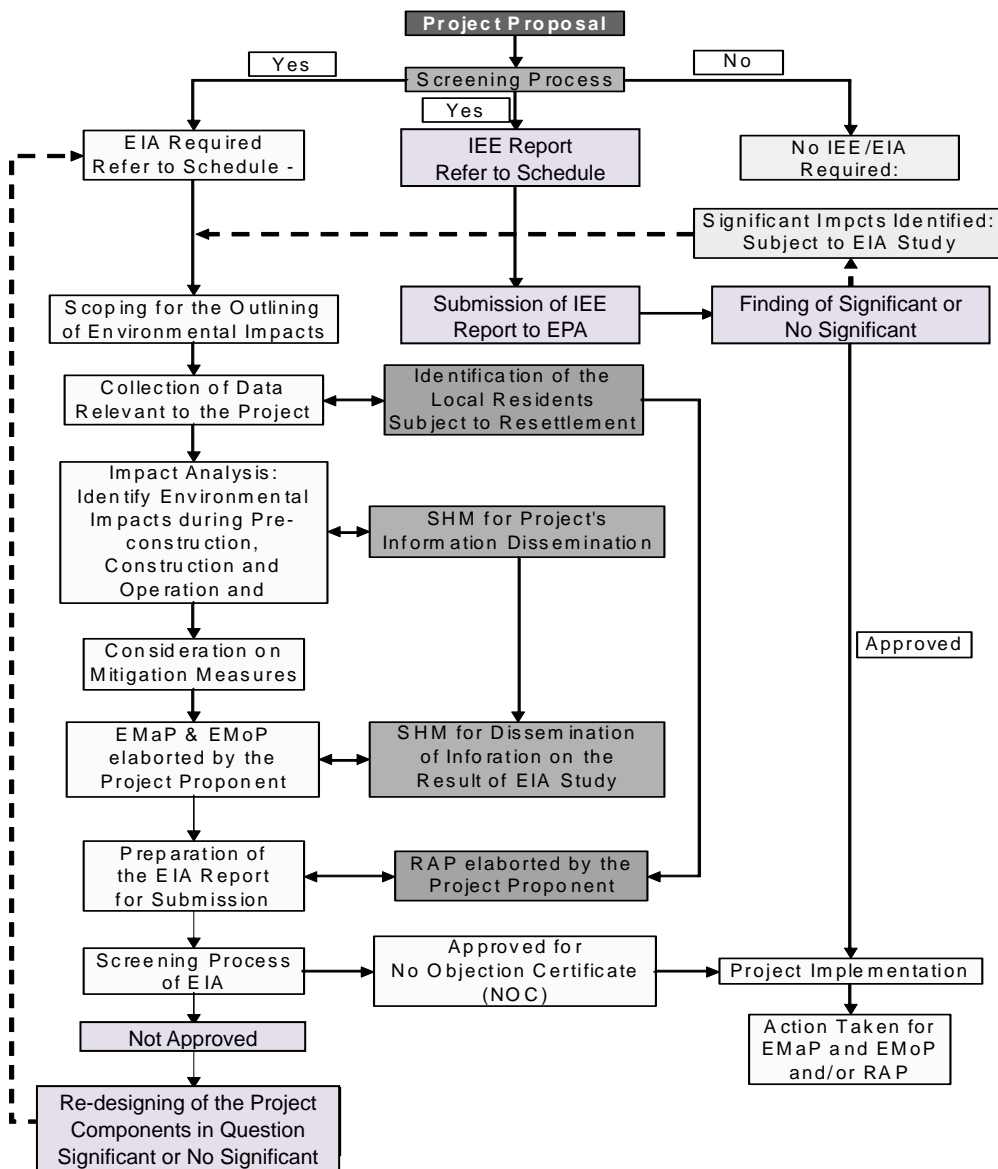 Project Proposal
Yes
No
Screening Process
Yes
EIA Required
Refer to Schedule -
IEE Report
Refer to Schedule
No IEE/EIA
Required:
Significant Impcts Identified:
Subject to EIA Study
Scoping for the Outlining
of Environmental Impacts
Submission of IEE
Report to EPA
Finding of Significant or
No Significant
Collection of Data
Relevant to the Project
Identification of the
Local Residents
Subject to Resettlement
Impact Analysis:
Identify Environmental
Impacts during Pre-
construction,
Construction and
Operation and
SHM for Project's
Information Dissemination
Approved
Consideration on
Mitigation Measures
EMaP & EMoP
elaborted by the
Project Proponent
SHM for Dissemination
of Inforation on the
Result of EIA Study
Preparation of
the EIA Report
for Submission
RAP elaborted by the
Project Proponent
Screening Process
of EIA
Approved for
No Objection Certificate
(NOC)
Project Implementation
Not Approved
Action Taken for
EMaP and EMoP
and/or RAP
Re-designing of the Project
Components in Question
Significant or No Significant